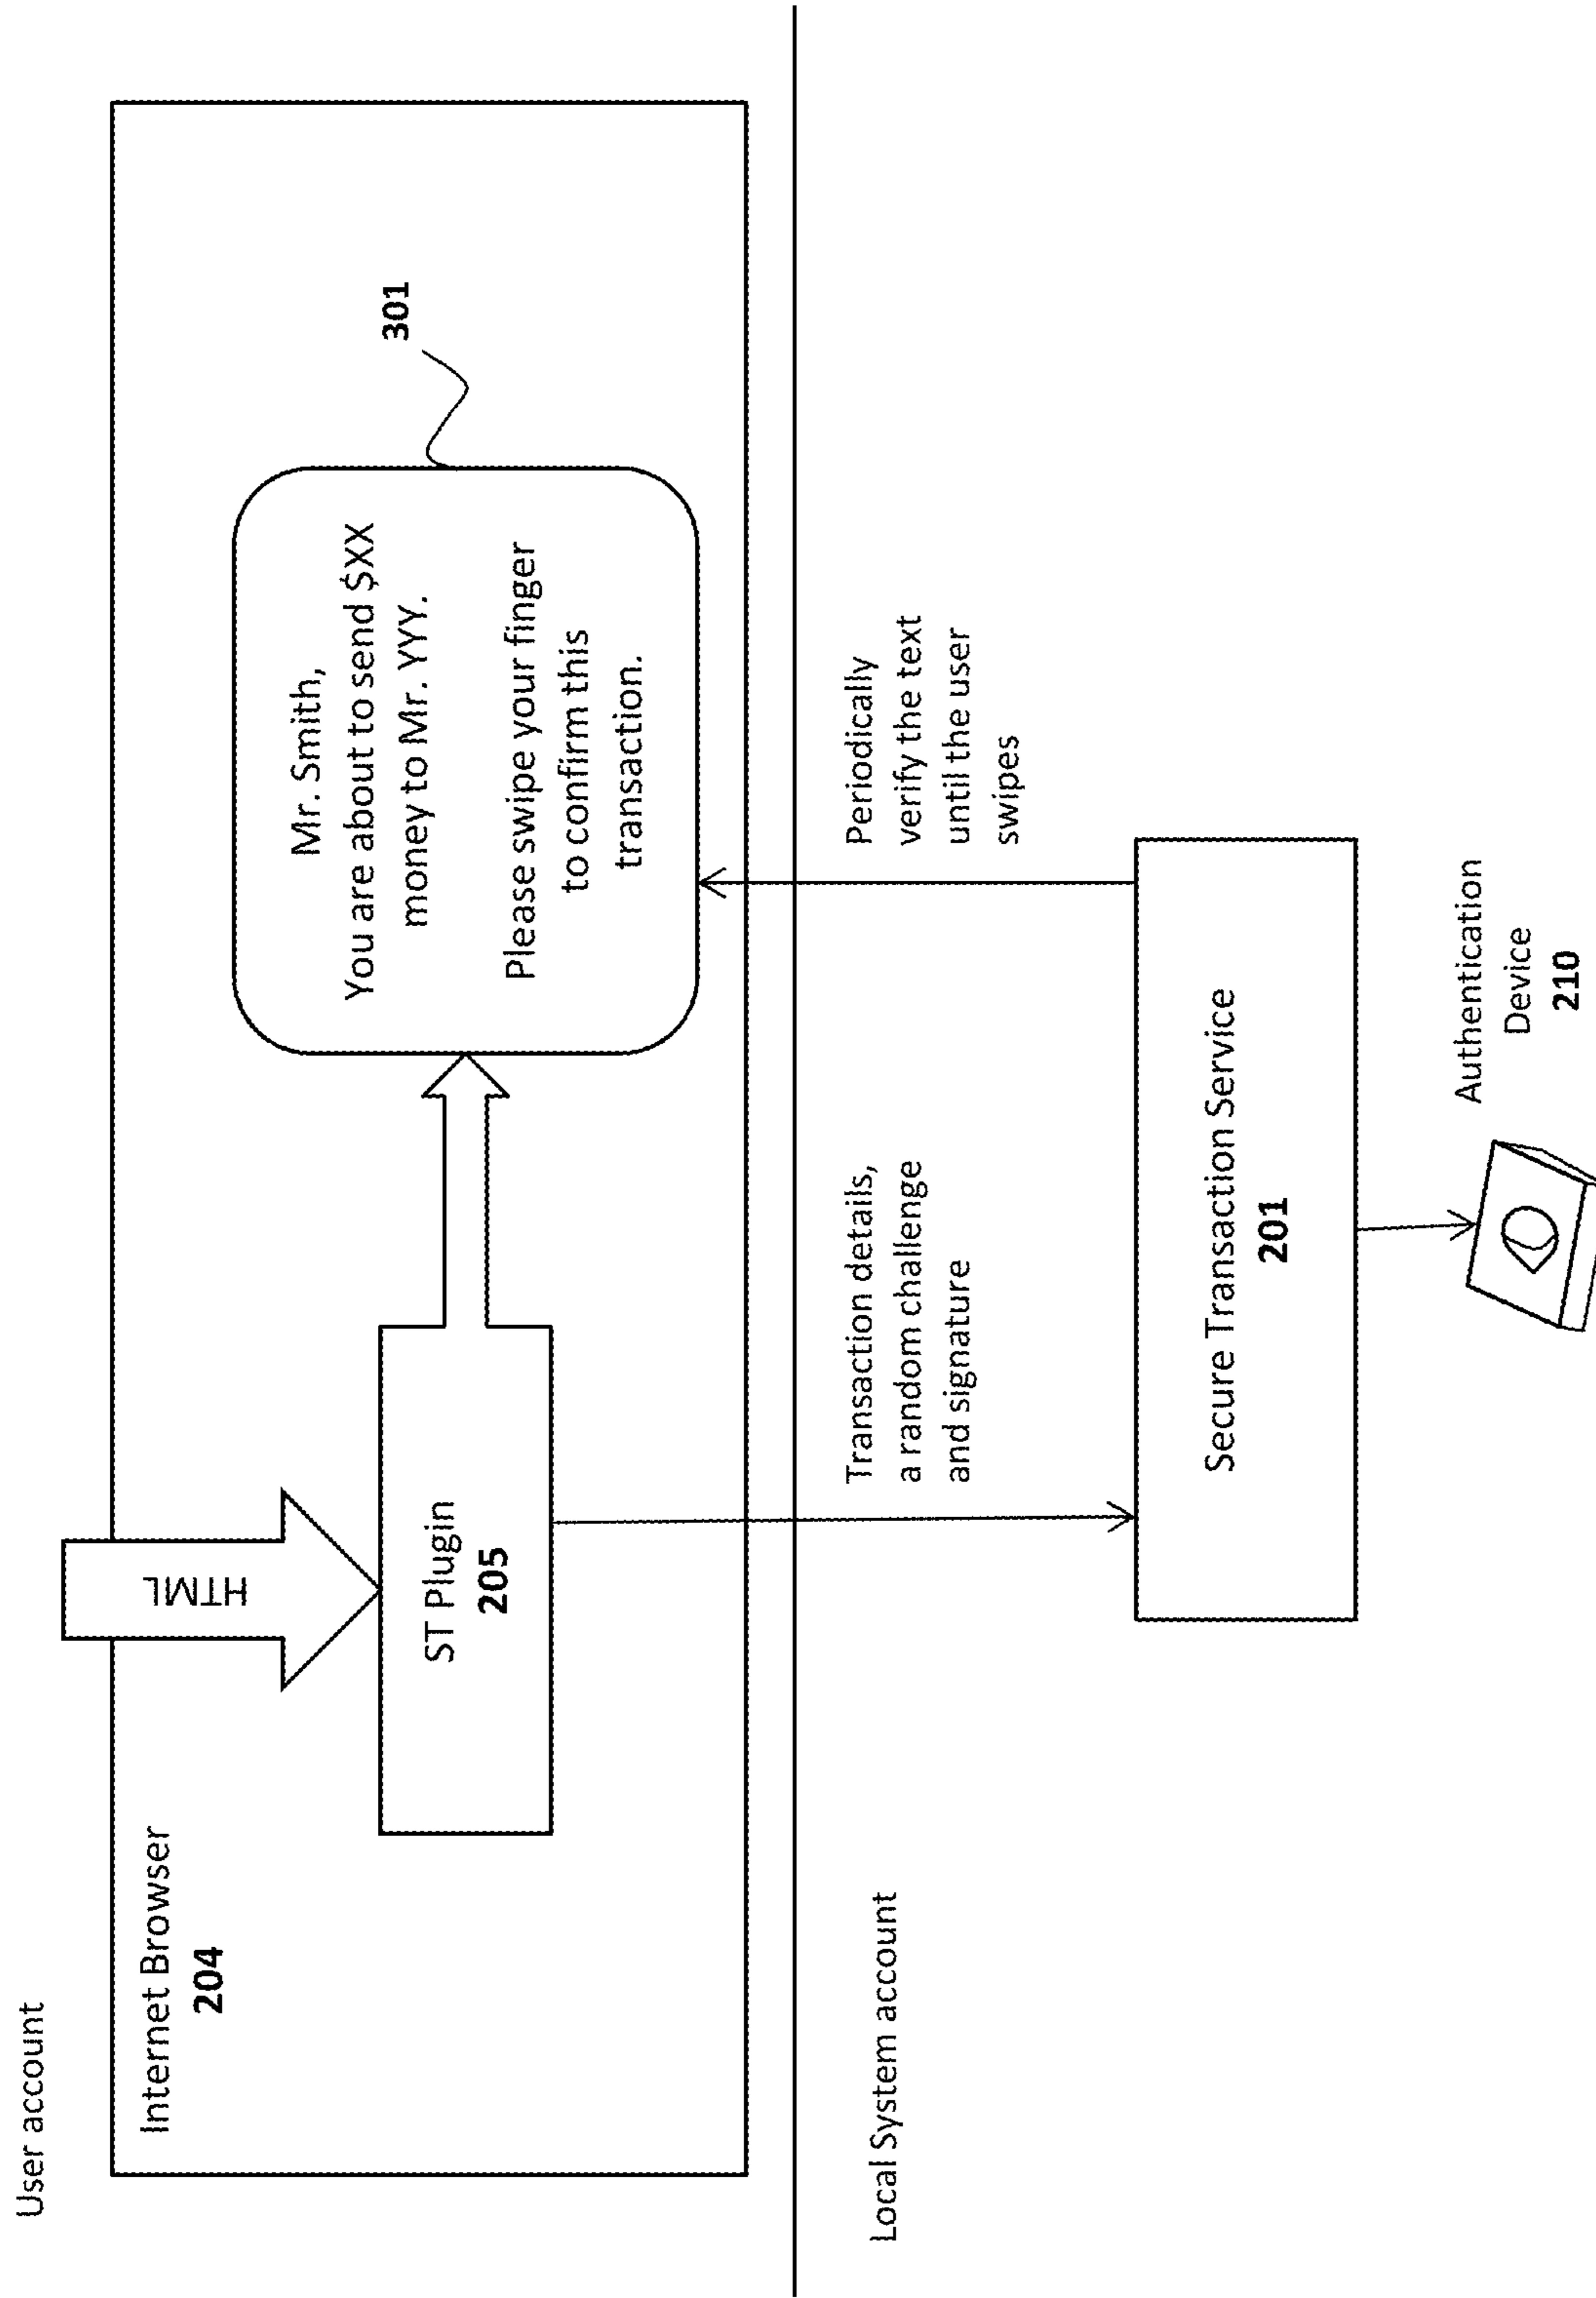 User account
Internet Browser
204
HTML
ST Plugin
205
Mr. Smith,
You are about to send $XX
money to Mr. YYY.
Please swipe your finger
to confirm this
transaction.
301
Local System account
Transaction details,
a random challenge
and signature
Periodically
verify the text
until the user
swipes
Secure Transaction Service
201
Authentication
Device
210